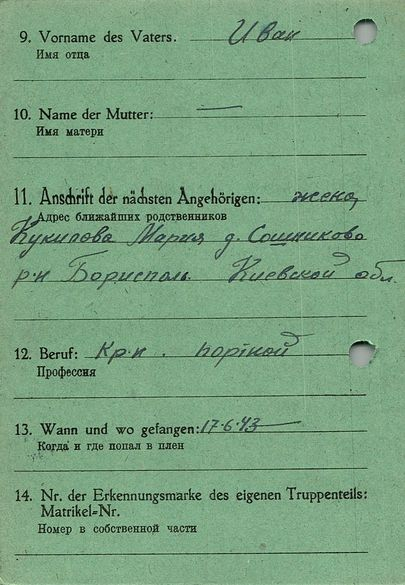 9. Vorname des Vaters. Иван
Имя отца
10. Name der Mutter: —
Имя матери
11. Anschrift der nächsten Angehörigen: жена,
Адрес ближайших родственников
Мария д. Сошниково
р-н Борисполь Киевской обл.
12. Beruf: Кр-н. портной
Профессия
13. Wann und wo gefangen: 17.6.43
Когда и где попал в плен
14. Nr. der Erkennungsmarke des eigenen Truppenteils:
Matrikel=Nr.
Номер в собственной части